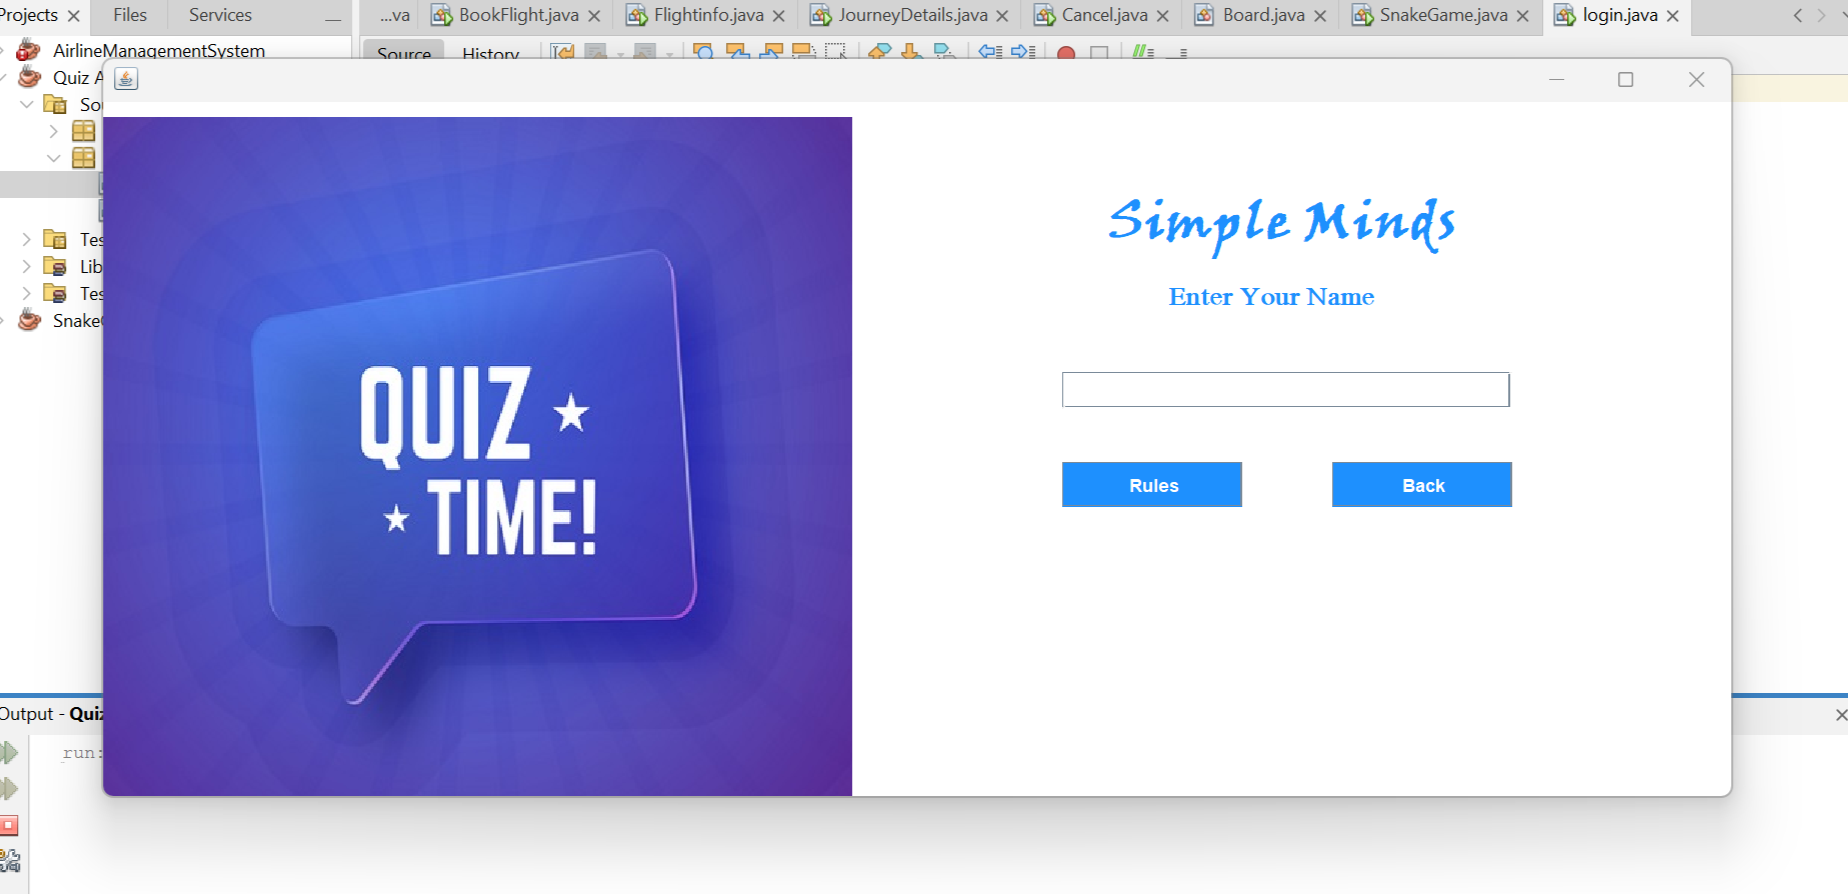 Projects
Files
Services
...va
BookFlight.java
Flightinfo.java
JourneyDetails.java
Cancel.java
Board.java
SnakeGame.java
login.java
AirlineManagementSystem
Source
History
Quiz A
Sou
Tes
Lib
Tes
Snake
QUIZ
TIME!
Simple Minds
Enter Your Name
Rules
Back
Output - Quiz
run: